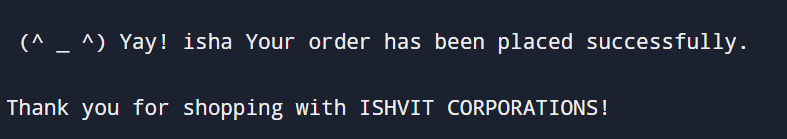 (^ _ ^) Yay! isha Your order has been placed successfully.
Thank you for shopping with ISHVIT CORPORATIONS!